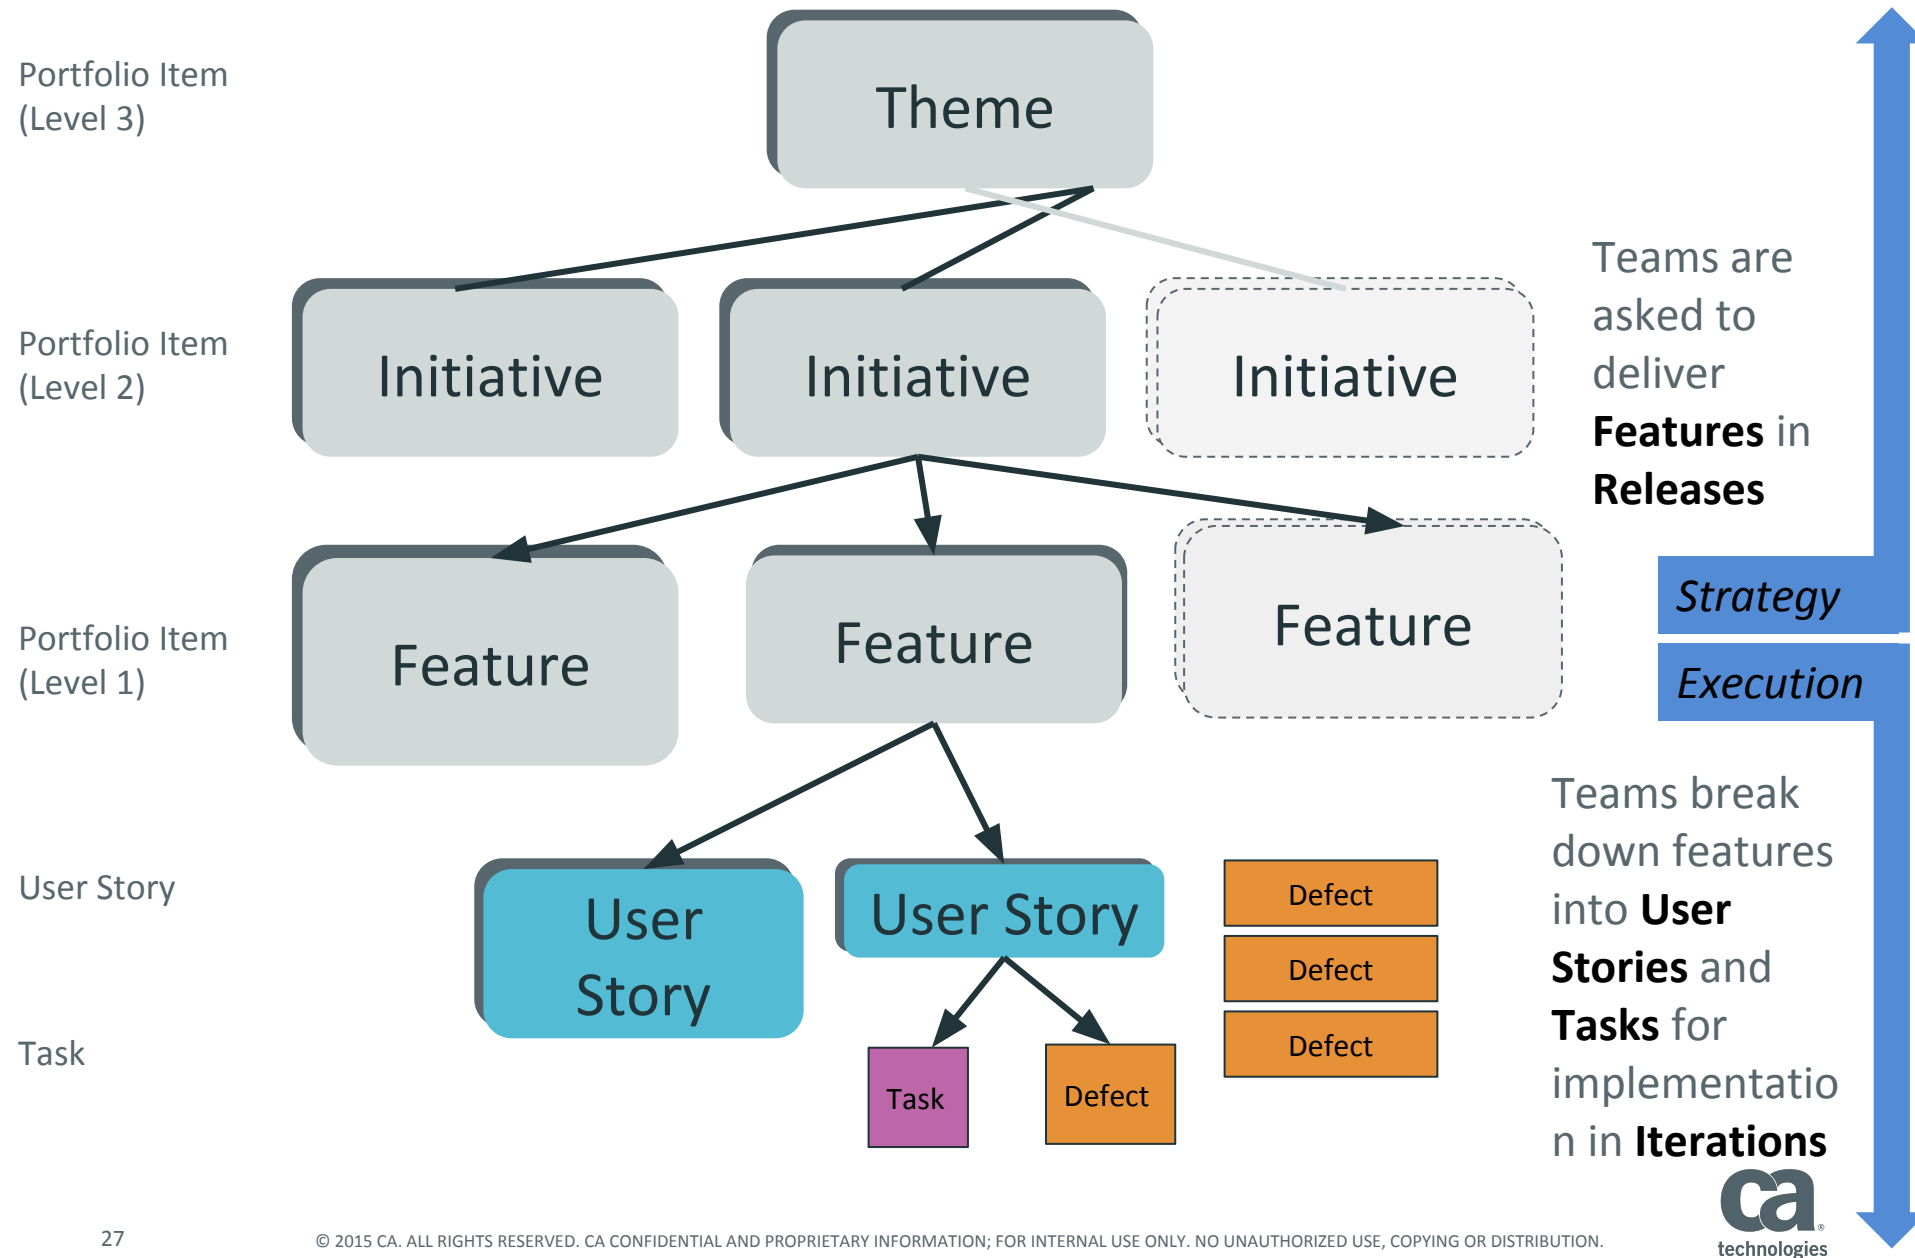 Portfolio Item
(Level 3)
Theme
Portfolio Item
(Level 2)
Initiative
Initiative
Initiative
Teams are
asked to
deliver
Features in
Releases
Portfolio Item
(Level 1)
Feature
Feature
Feature
Strategy
Execution
User Story
User
Story
User Story
Defect
Defect
Defect
Task
Task
Defect
Teams break
down features
into User
Stories and
Tasks for
implementatio
n in Iterations
ca
technologies
27
© 2015 CA. ALL RIGHTS RESERVED. CA CONFIDENTIAL AND PROPRIETARY INFORMATION; FOR INTERNAL USE ONLY. NO UNAUTHORIZED USE, COPYING OR DISTRIBUTION.